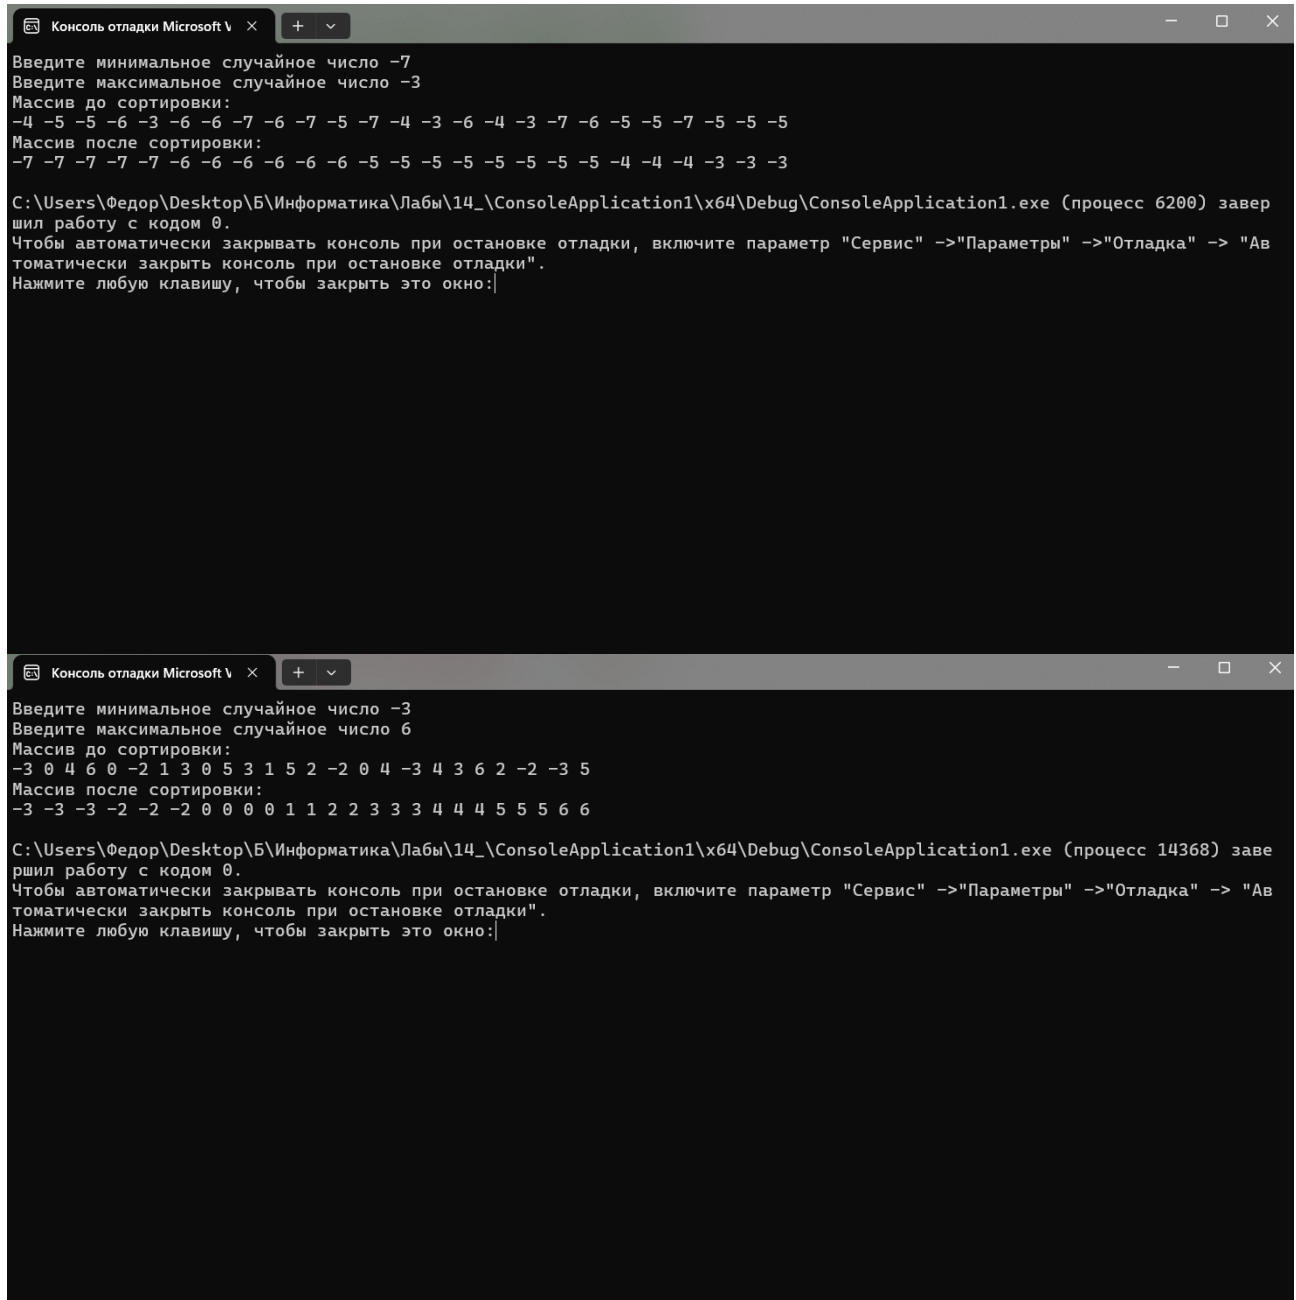 Консоль отладки Microsoft V
Введите минимальное случайное число -7
Введите максимальное случайное число -3
Массив до сортировки:
-4 -5 -5 -6 -3 -6 -6 -7 -6 -7 -5 -7 -4 -3 -6 -4 -3 -7 -6 -5 -5 -7 -5 -5 -5
Массив после сортировки:
-7 -7 -7 -7 -7 -6 -6 -6 -6 -6 -6 -5 -5 -5 -5 -5 -5 -5 -5 -4 -4 -4 -3 -3 -3
C:\Users\Федор\Desktop\Б\Информатика\Лабы\14_\ConsoleApplication1\x64\Debug\ConsoleApplication1.exe (процесс 6200) завер
шил работу с кодом 0.
Чтобы автоматически закрывать консоль при остановке отладки, включите параметр "Сервис" ->"Параметры" ->"Отладка" -> "Ав
томатически закрыть консоль при остановке отладки".
Нажмите любую клавишу, чтобы закрыть это окно:
Консоль отладки Microsoft V
Введите минимальное случайное число -3
Введите максимальное случайное число 6
Массив до сортировки:
-3 0 4 6 0 -2 1 3 0 5 3 1 5 2 -2 0 4 -3 4 3 6 2 -2 -3 5
Массив после сортировки:
-3 -3 -3 -2 -2 -2 0 0 0 0 1 1 2 2 3 3 3 4 4 4 5 5 5 6 6
C:\Users\Федор\Desktop\Б\Информатика\Лабы\14_\ConsoleApplication1\x64\Debug\ConsoleApplication1.exe (процесс 14368) заве
ршил работу с кодом 0.
Чтобы автоматически закрывать консоль при остановке отладки, включите параметр "Сервис" ->"Параметры" ->"Отладка" -> "Ав
томатически закрыть консоль при остановке отладки".
Нажмите любую клавишу, чтобы закрыть это окно: